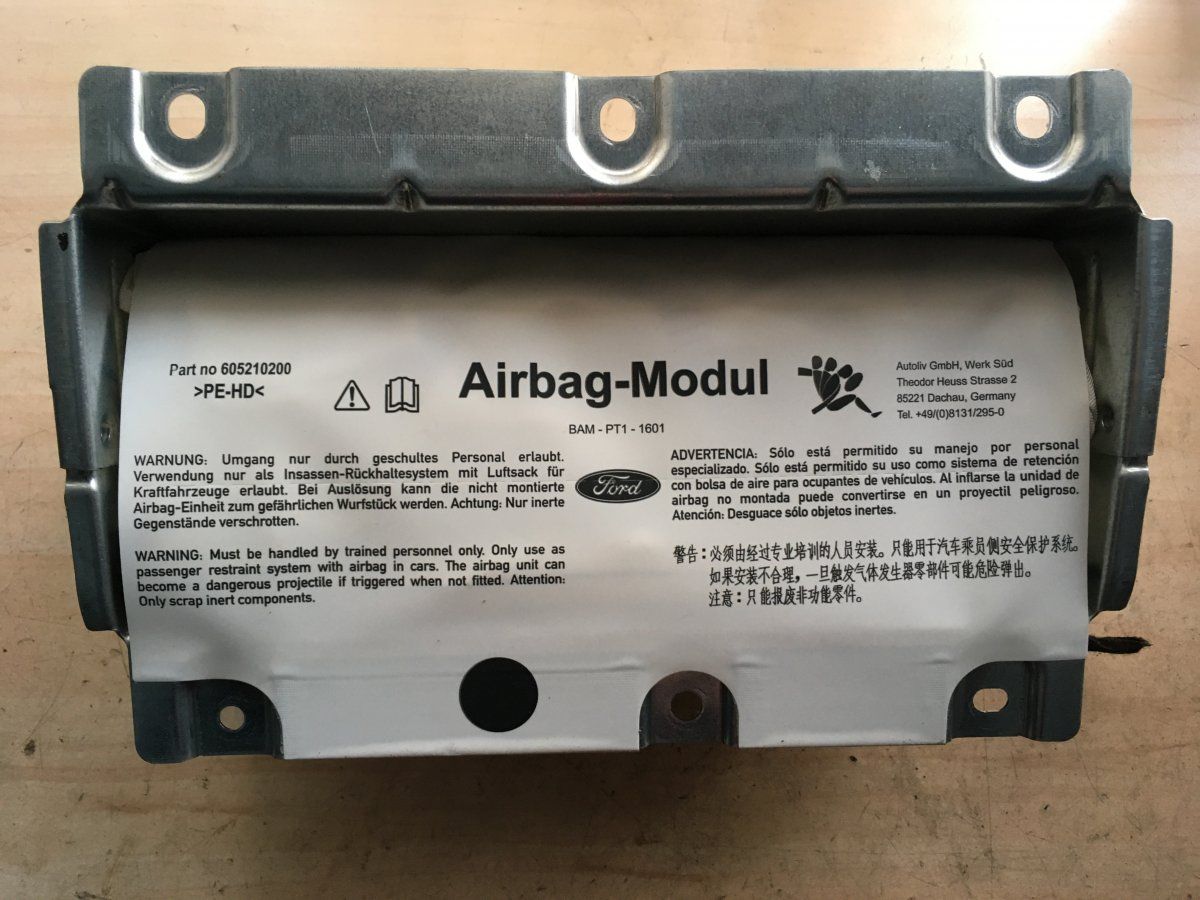 Part no 605210200
>PE-HD<
Airbag-Modul
BAM - PT1 - 1601
Autoliv GmbH, Werk Süd
Theodor Heuss Strasse 2
85221 Dachau, Germany
Tel. +49/(0)8131/295-0
WARNUNG: Umgang nur durch geschultes Personal erlaubt.
Verwendung nur als Insassen-Rückhaltesystem mit Luftsack für
Kraftfahrzeuge erlaubt. Bei Auslösung kann die nicht montierte
Airbag-Einheit zum gefährlichen Wurfstück werden. Achtung: Nur inerte
Gegenstände verschrotten.
WARNING: Must be handled by trained personnel only. Only use as
passenger restraint system with airbag in cars. The airbag unit can
become a dangerous projectile if triggered when not fitted. Attention:
Only scrap inert components.
Ford
ADVERTENCIA: Sólo está permitido su manejo por personal
especializado. Sólo está permitido su uso como sistema de retención
con bolsa de aire para ocupantes de vehículos. Al inflarse la unidad de
airbag no montada puede convertirse en un proyectil peligroso.
Atención: Desguace sólo objetos inertes.
警告：必须由经过专业培训的人员安装。只能用于汽车乘员侧安全保护系统。
如果安装不合理，一旦触发气体发生器零部件可能危险弹出。
注意：只能报废非功能零件。